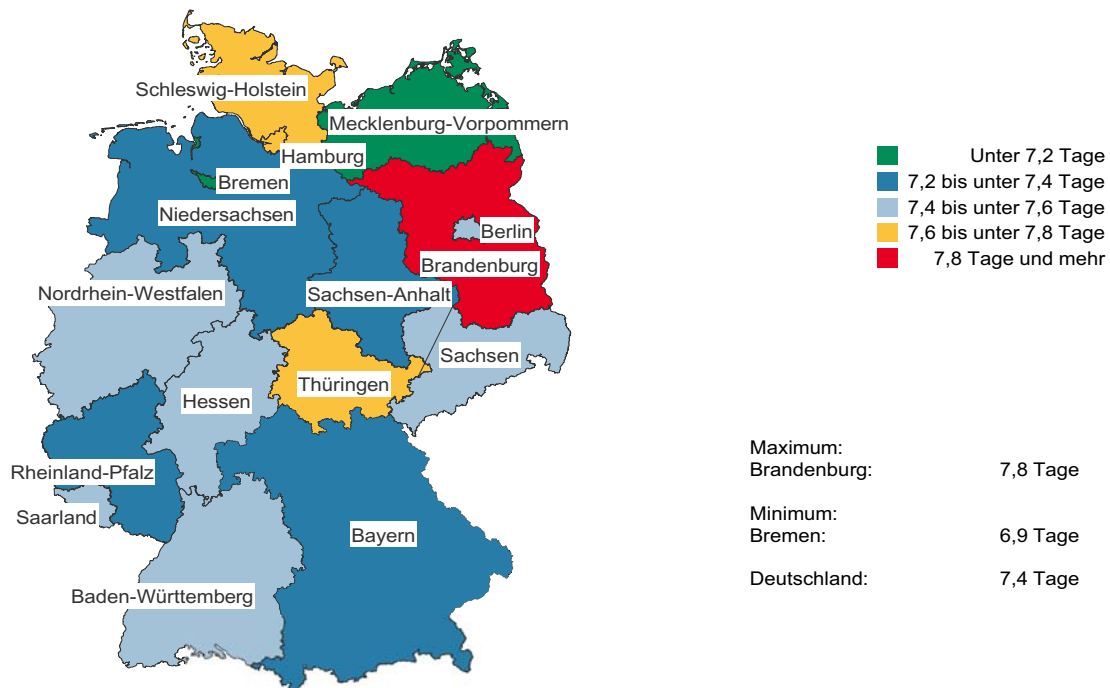 Schleswig-Holstein
Mecklenburg-Vorpommern
Hamburg
Bremen
Niedersachsen
Berlin
Brandenburg
Nordrhein-Westfalen
Sachsen-Anhalt
Sachsen
Thüringen
Hessen
Rheinland-Pfalz
Saarland
Bayern
Baden-Württemberg
Unter 7,2 Tage
7,2 bis unter 7,4 Tage
7,4 bis unter 7,6 Tage
7,6 bis unter 7,8 Tage
7,8 Tage und mehr
Maximum:
Brandenburg: 7,8 Tage
Minimum:
Bremen: 6,9 Tage
Deutschland: 7,4 Tage